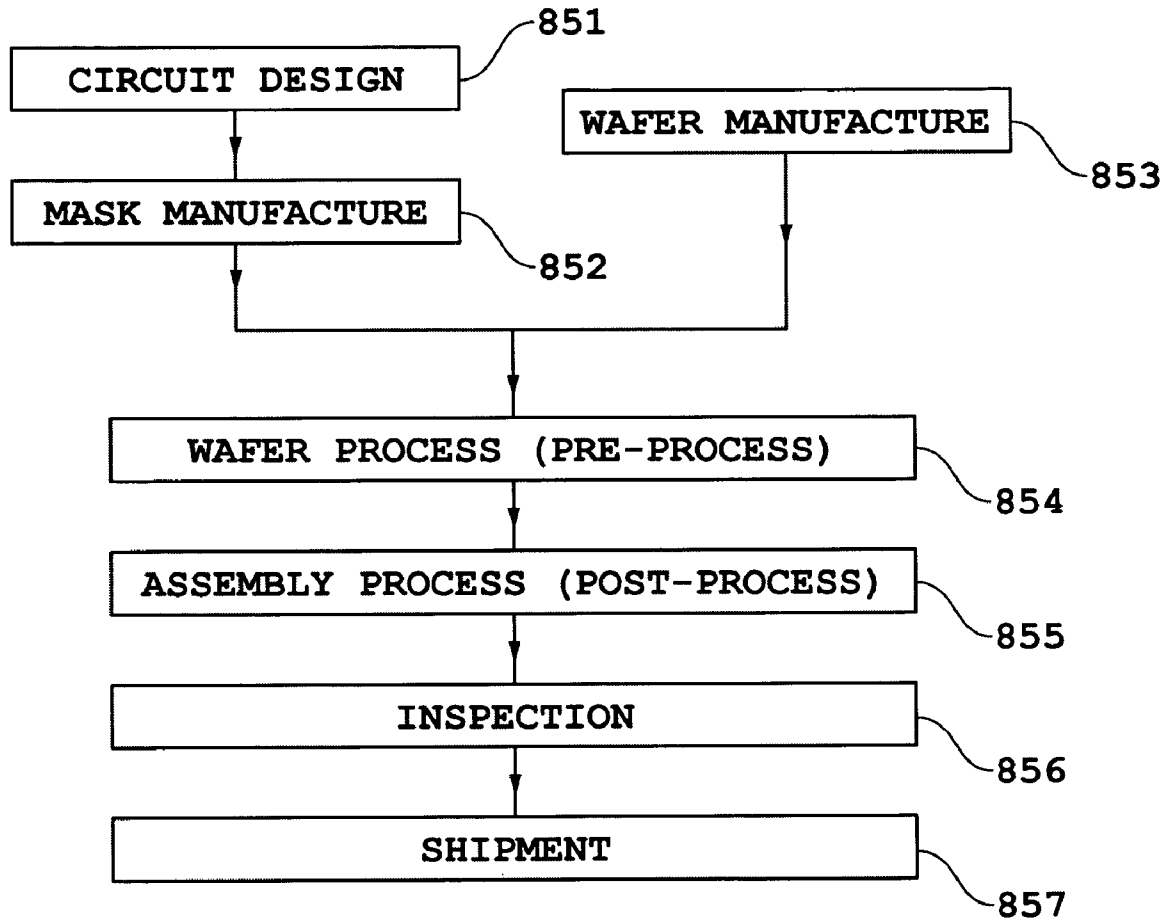 851
CIRCUIT DESIGN
WAFER MANUFACTURE
853
MASK MANUFACTURE
852
WAFER PROCESS (PRE-PROCESS)
854
ASSEMBLY PROCESS (POST-PROCESS)
855
INSPECTION
856
SHIPMENT
857